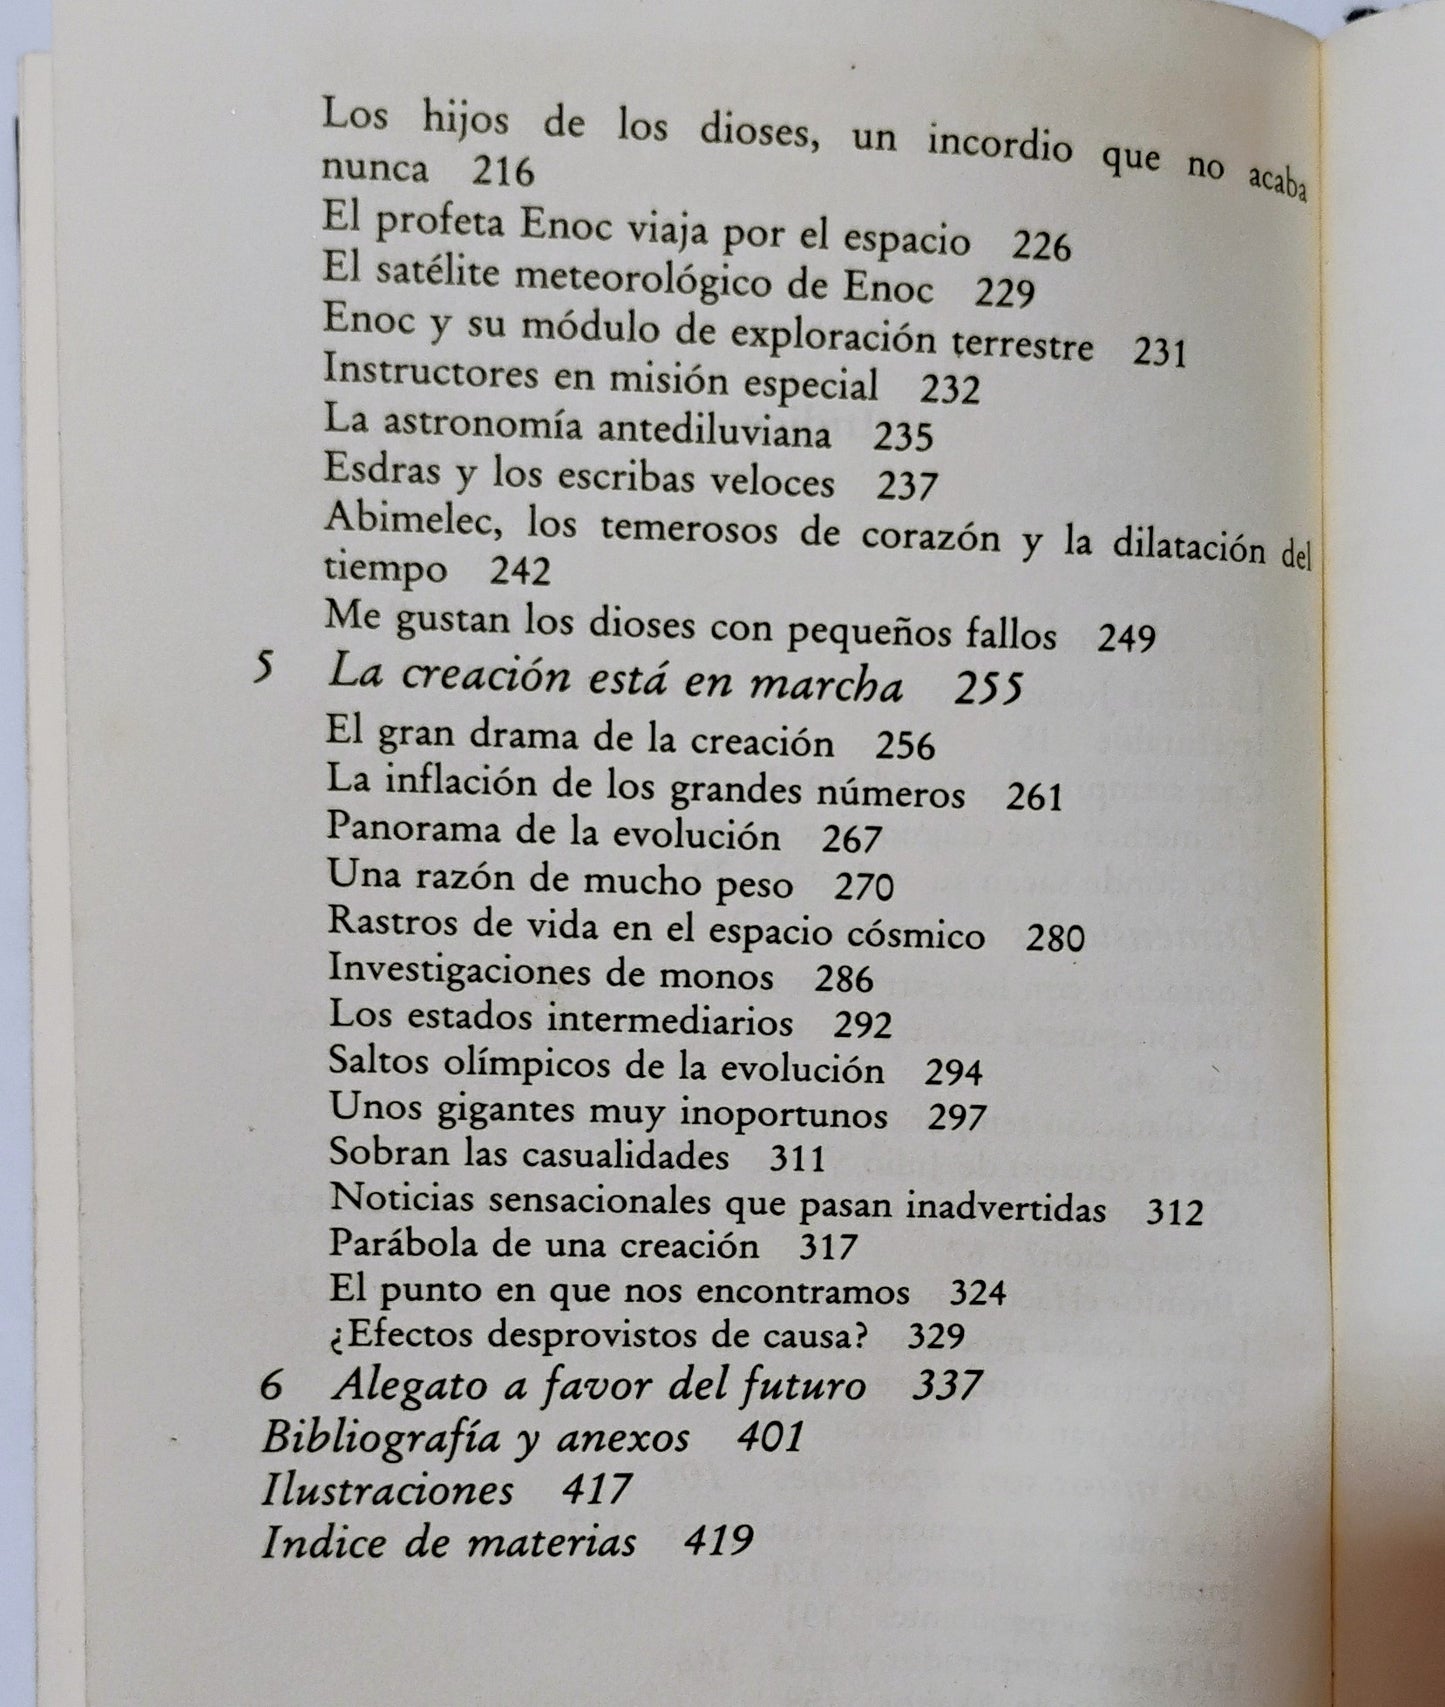 Los hijos de los dioses, un incordio que no acaba
nunca 216
El profeta Enoc viaja por el espacio 226
El satélite meteorológico de Enoc 229
Enoc y su módulo de exploración terrestre 231
Instructores en misión especial 232
La astronomía antediluviana 235
Esdras y los escribas veloces 237
Abimelec, los temerosos de corazón y la dilatación del
tiempo 242
Me gustan los dioses con pequeños fallos 249
5 La creación está en marcha 255
El gran drama de la creación 256
La inflación de los grandes números 261
Panorama de la evolución 267
Una razón de mucho peso 270
Rastros de vida en el espacio cósmico 280
Investigaciones de monos 286
Los estados intermediarios 292
Saltos olímpicos de la evolución 294
Unos gigantes muy inoportunos 297
Sobran las casualidades 311
Noticias sensacionales que pasan inadvertidas 312
Parábola de una creación 317
El punto en que nos encontramos 324
¿Efectos desprovistos de causa? 329
6 Alegato a favor del futuro 337
Bibliografía y anexos 401
Ilustraciones 417
Indice de materias 419